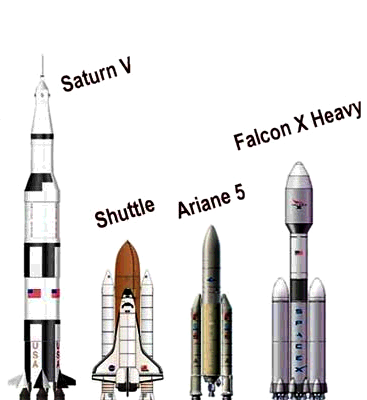 Saturn V
Falcon X Heavy
Shuttle
Ariane 5
USA
USA
SPACEX